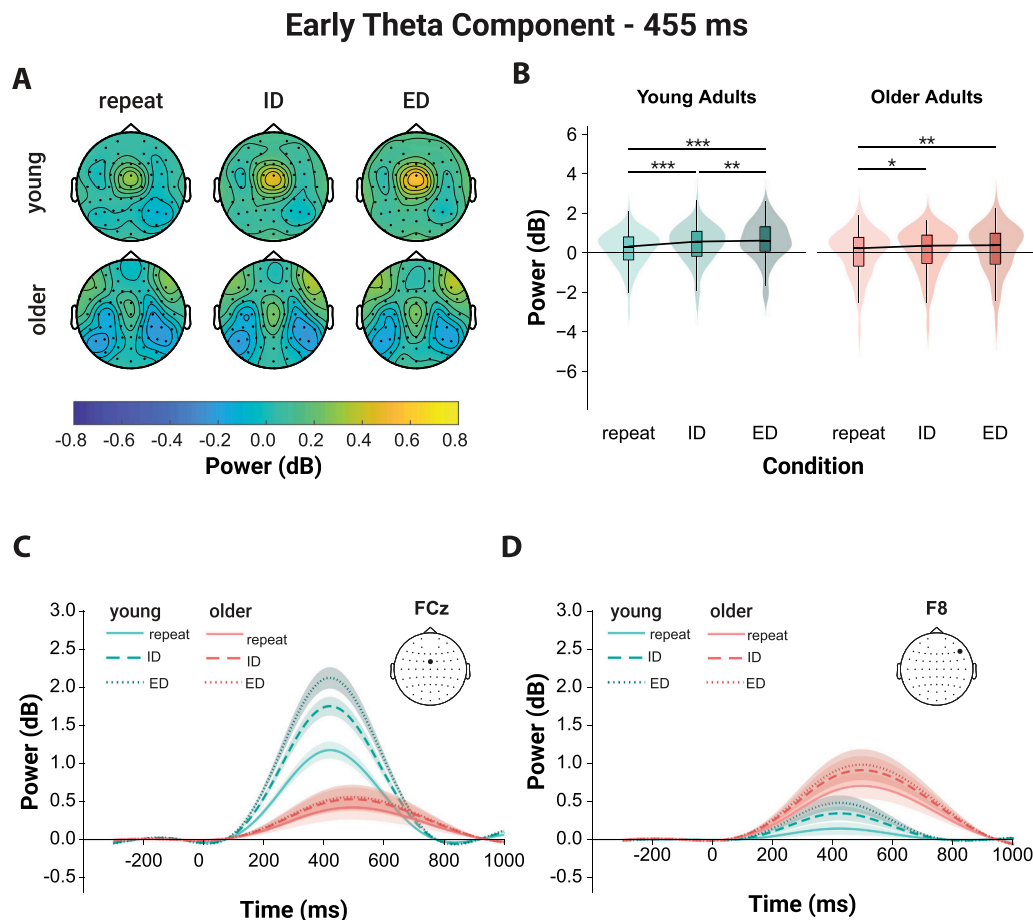 Early Theta Component - 455 ms
A
repeat ID ED
young
older
-0.8 -0.6 -0.4 -0.2 0.0 0.2 0.4 0.6 0.8
Power (dB)
B
Young Adults Older Adults
*** **
*** ** *
6
4
2
0
−2
−4
−6
Power (dB)
repeat ID ED repeat ID ED
Condition
C
young older FCz
repeat repeat
ID ID
ED ED
3.0
2.5
2.0
1.5
1.0
0.5
0.0
-0.5
Power (dB)
-200 0 200 400 600 800 1000
Time (ms)
D
young older F8
repeat repeat
ID ID
ED ED
3.0
2.5
2.0
1.5
1.0
0.5
0.0
-0.5
Power (dB)
-200 0 200 400 600 800 1000
Time (ms)